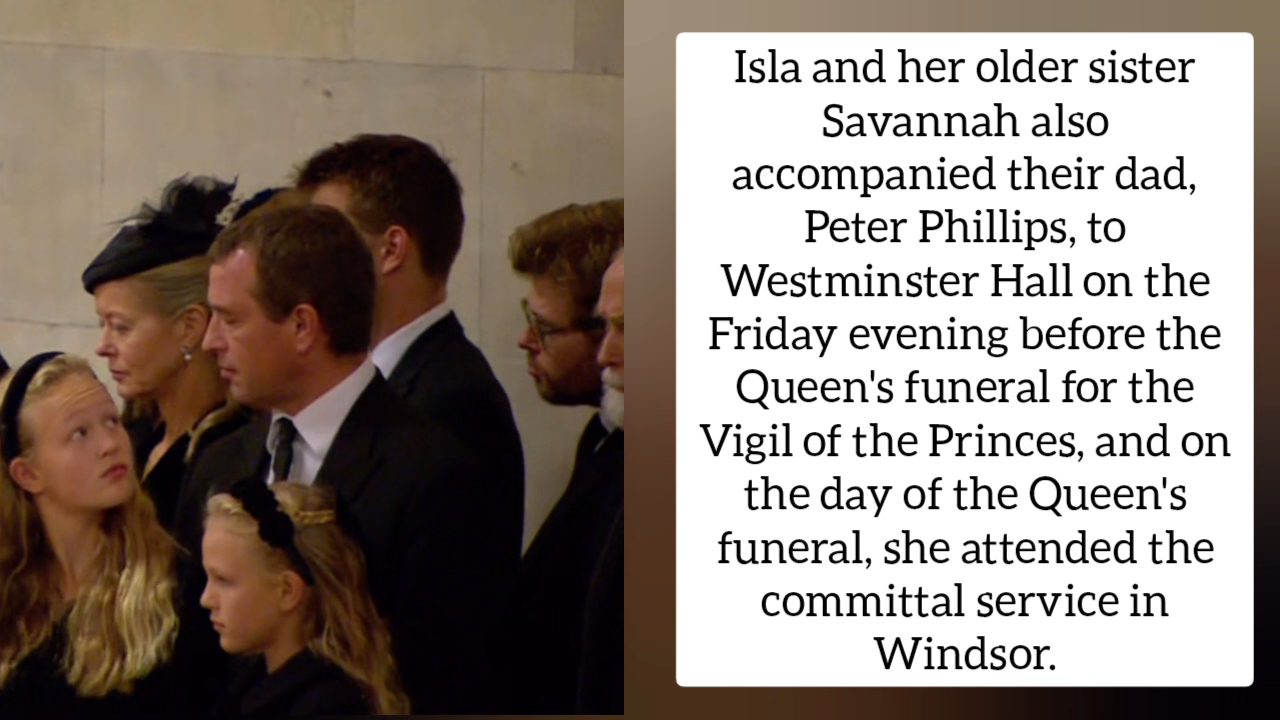 Isla and her older sister
Savannah also
accompanied their dad,
Peter Phillips, to
Westminster Hall on the
Friday evening before the
Queen's funeral for the
Vigil of the Princes, and on
the day of the Queen's
funeral, she attended the
committal service in
Windsor.